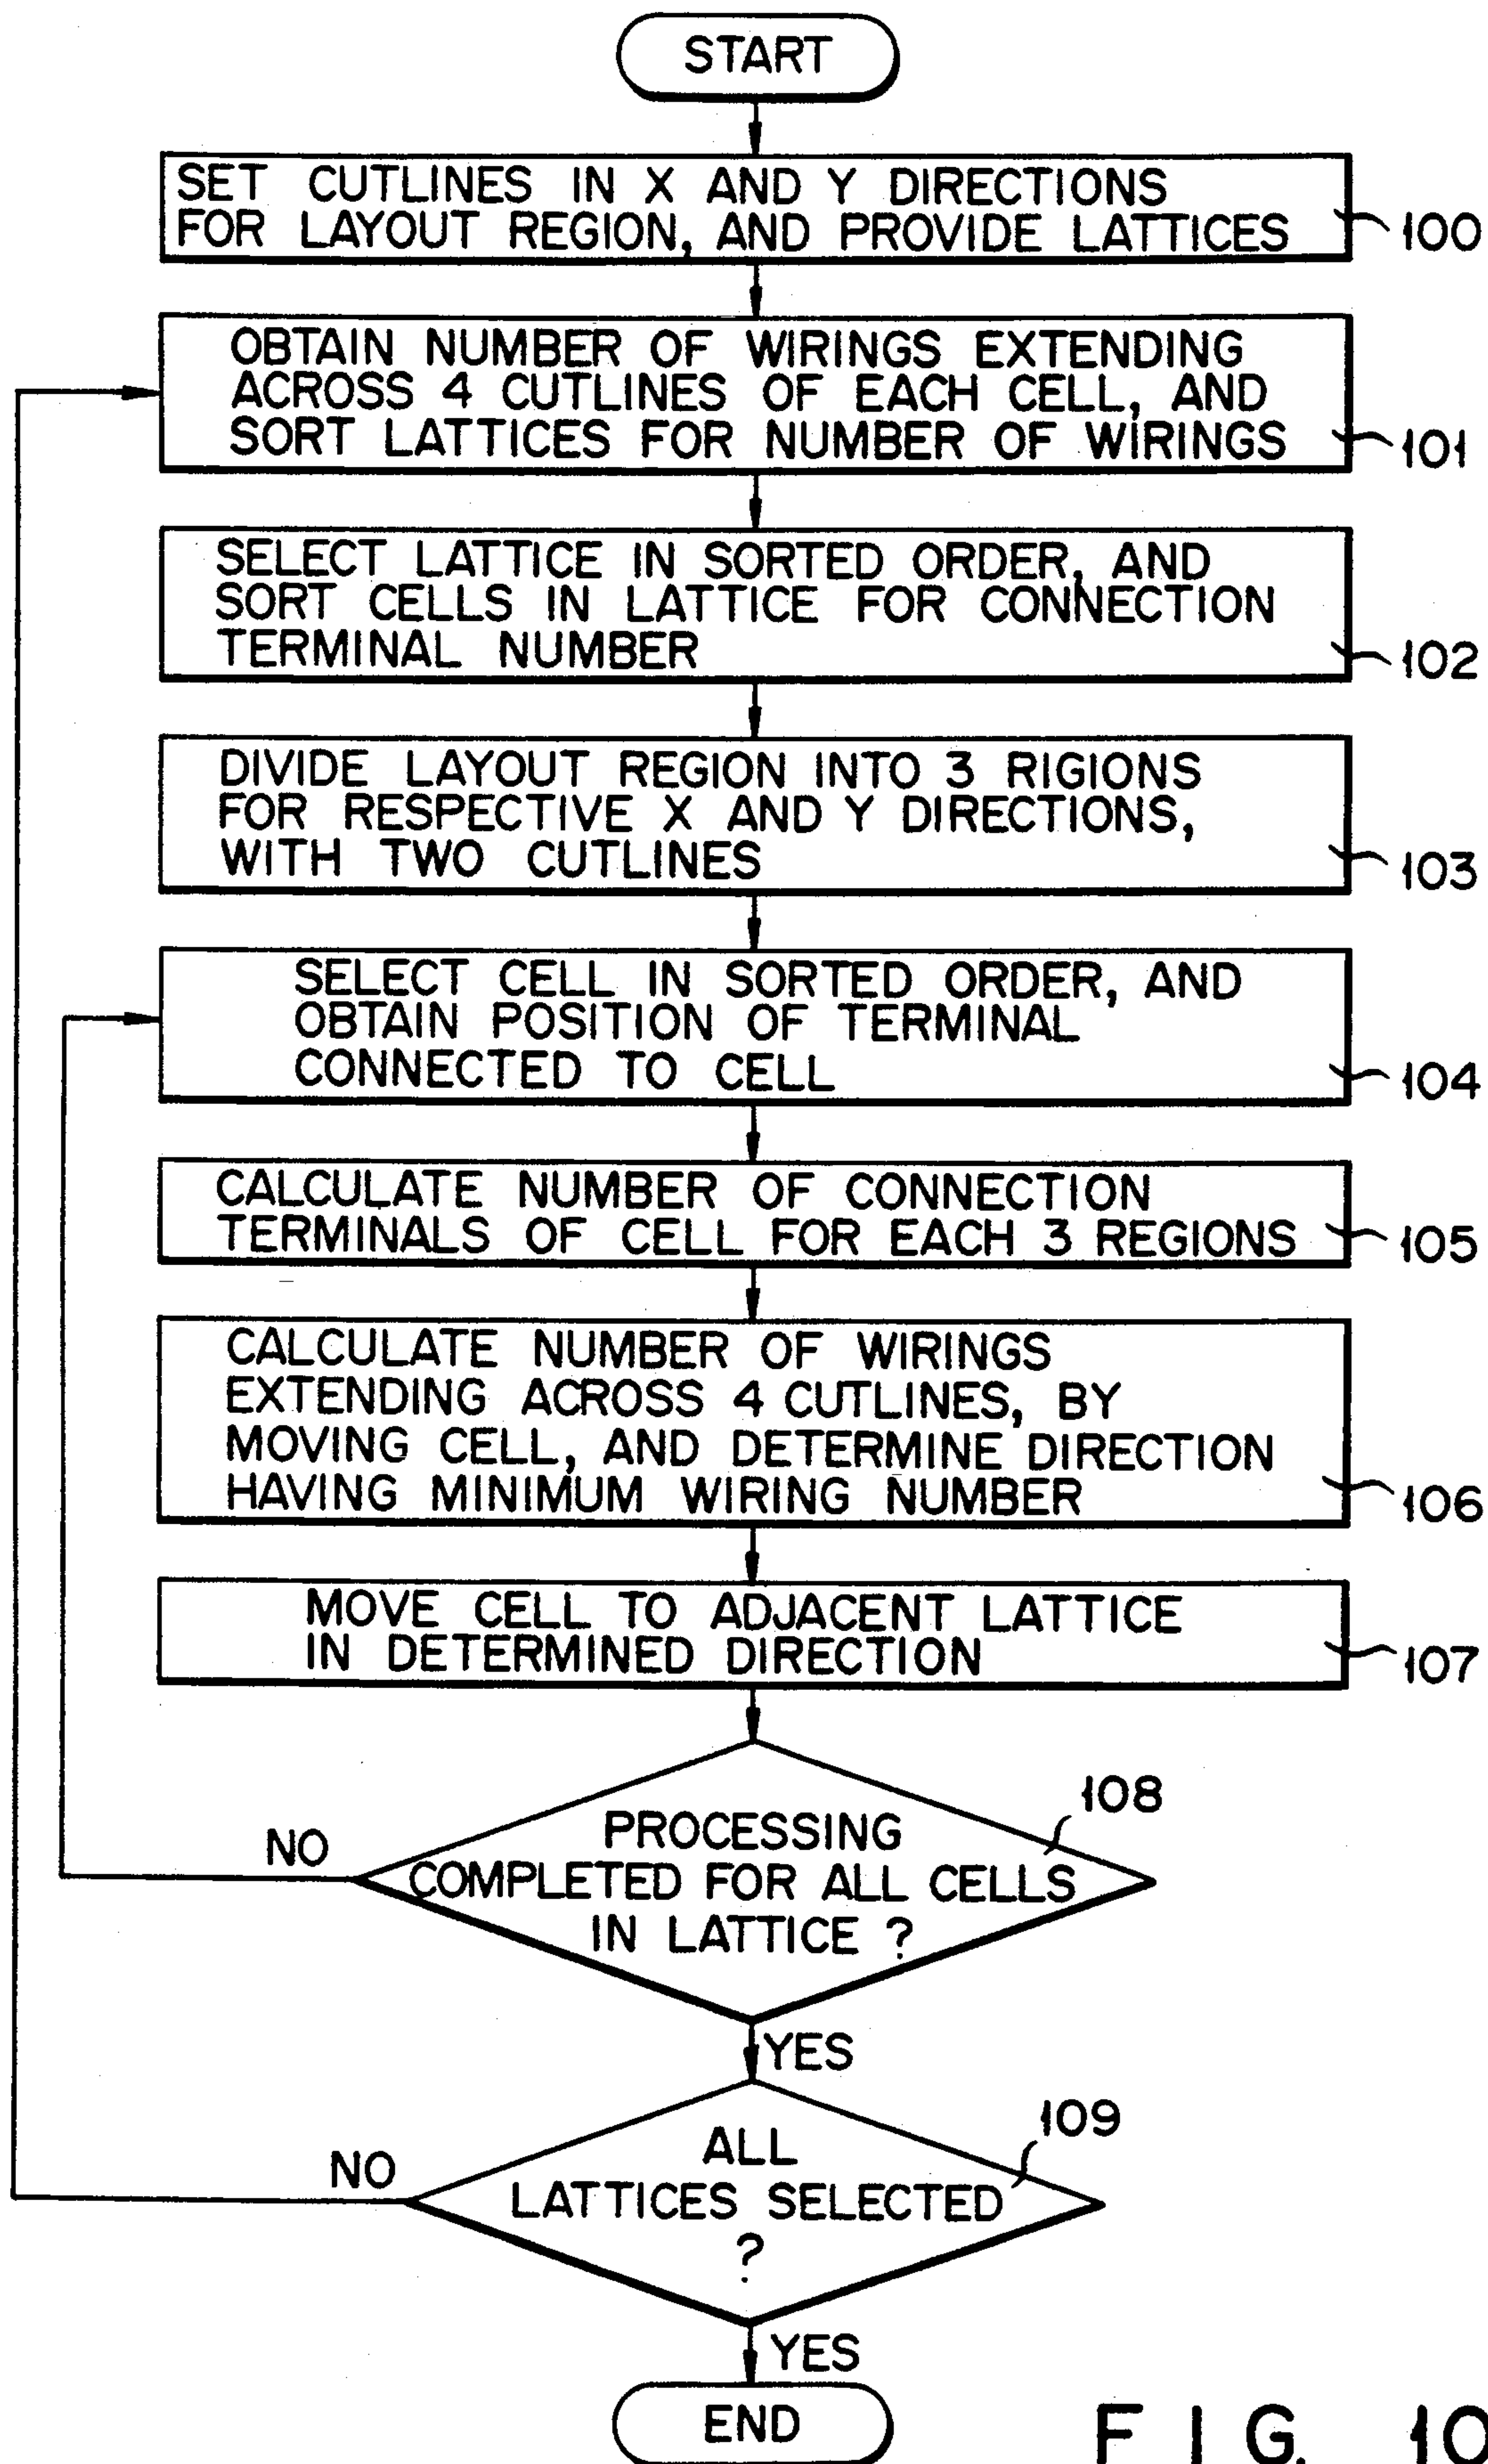 START
SET CUTLINES IN X AND Y DIRECTIONS
FOR LAYOUT REGION, AND PROVIDE LATTICES
100
OBTAIN NUMBER OF WIRINGS EXTENDING
ACROSS 4 CUTLINES OF EACH CELL, AND
SORT LATTICES FOR NUMBER OF WIRINGS
101
SELECT LATTICE IN SORTED ORDER, AND
SORT CELLS IN LATTICE FOR CONNECTION
TERMINAL NUMBER
102
DIVIDE LAYOUT REGION INTO 3 RIGIONS
FOR RESPECTIVE X AND Y DIRECTIONS,
WITH TWO CUTLINES
103
SELECT CELL IN SORTED ORDER, AND
OBTAIN POSITION OF TERMINAL
CONNECTED TO CELL
104
CALCULATE NUMBER OF CONNECTION
TERMINALS OF CELL FOR EACH 3 REGIONS
105
CALCULATE NUMBER OF WIRINGS
EXTENDING ACROSS 4 CUTLINES, BY
MOVING CELL, AND DETERMINE DIRECTION
HAVING MINIMUM WIRING NUMBER
106
MOVE CELL TO ADJACENT LATTICE
IN DETERMINED DIRECTION
107
108
PROCESSING
COMPLETED FOR ALL CELLS
IN LATTICE ?
NO
YES
109
ALL
LATTICES SELECTED
?
NO
YES
END
FIG. 10